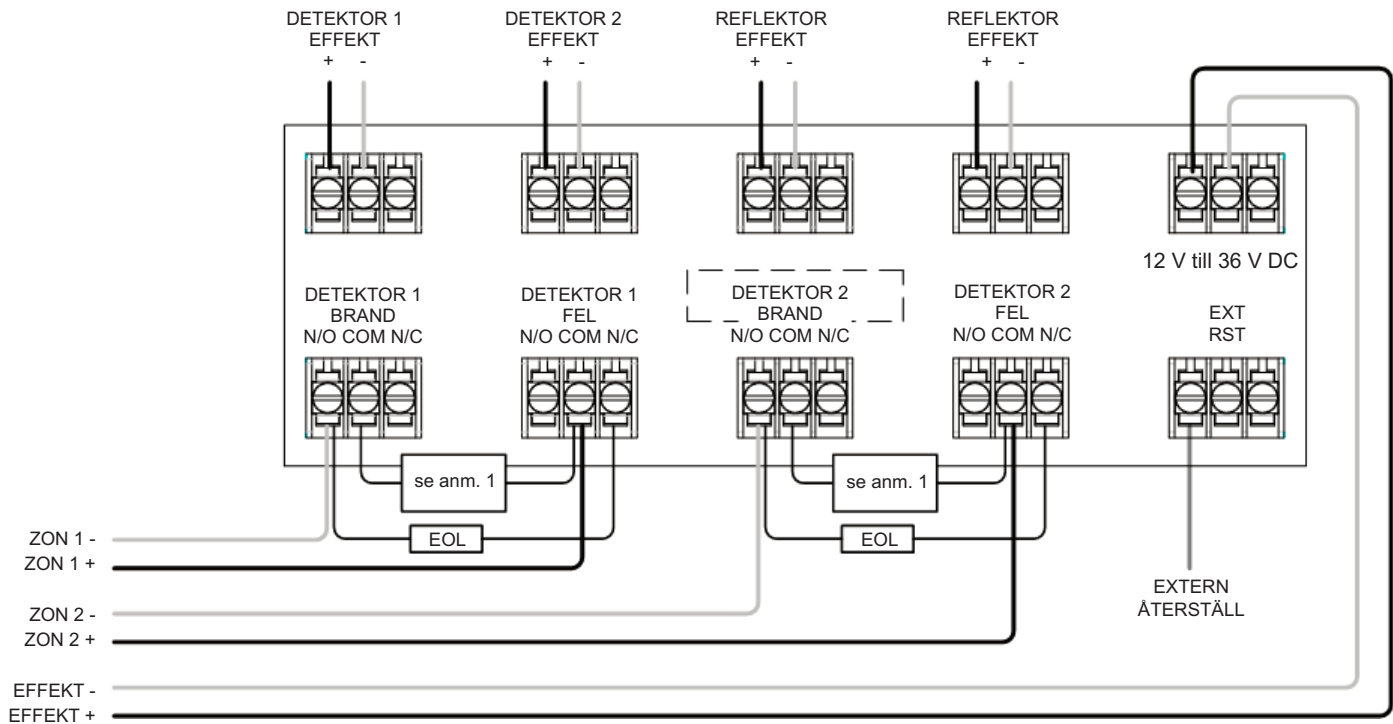 DETEKTOR 1
EFFEKT
+ -
DETEKTOR 2
EFFEKT
+ -
REFLEKTOR
EFFEKT
+ -
REFLEKTOR
EFFEKT
+ -
12 V till 36 V DC
DETEKTOR 1
BRAND
N/O COM N/C
DETEKTOR 1
FEL
N/O COM N/C
DETEKTOR 2
BRAND
N/O COM N/C
DETEKTOR 2
FEL
N/O COM N/C
EXT
RST
se anm. 1
se anm. 1
EOL
EOL
ZON 1 -
ZON 1 +
ZON 2 -
ZON 2 +
EXTERN
ÅTERSTÄLL
EFFEKT -
EFFEKT +